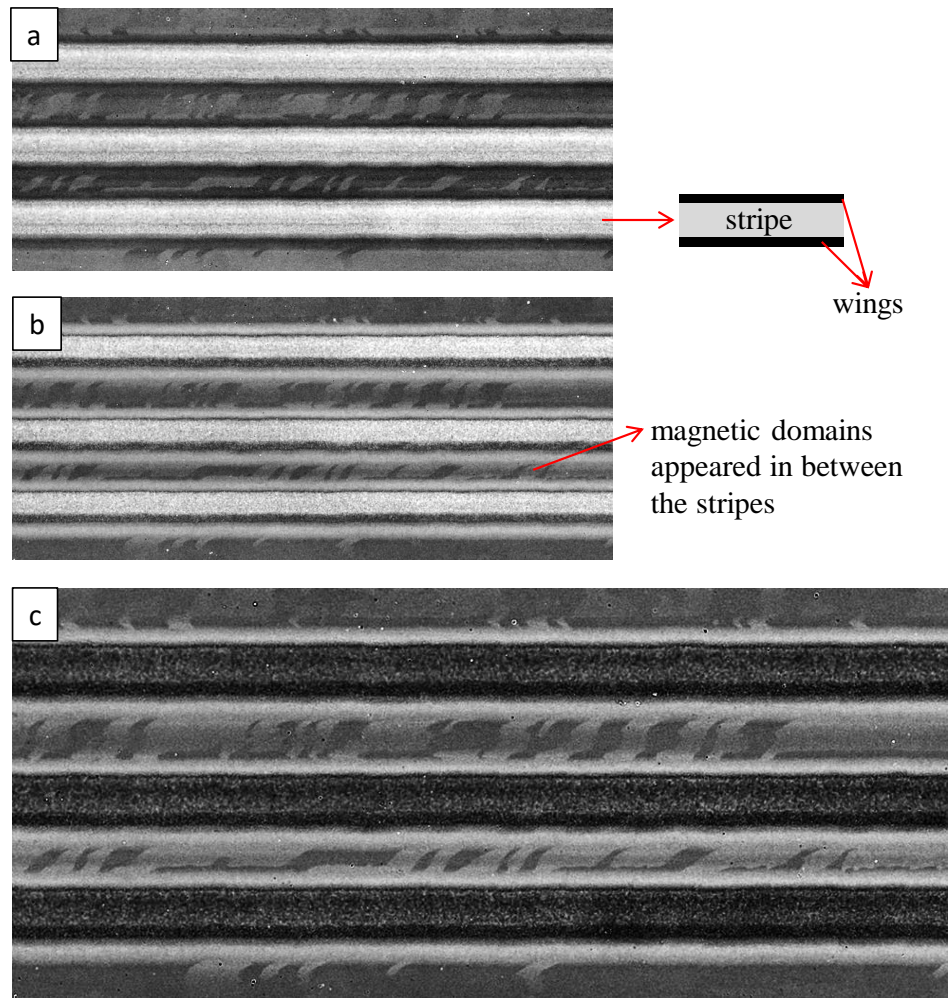 a
stripe
wings
b
magnetic domains
appeared in between
the stripes
c